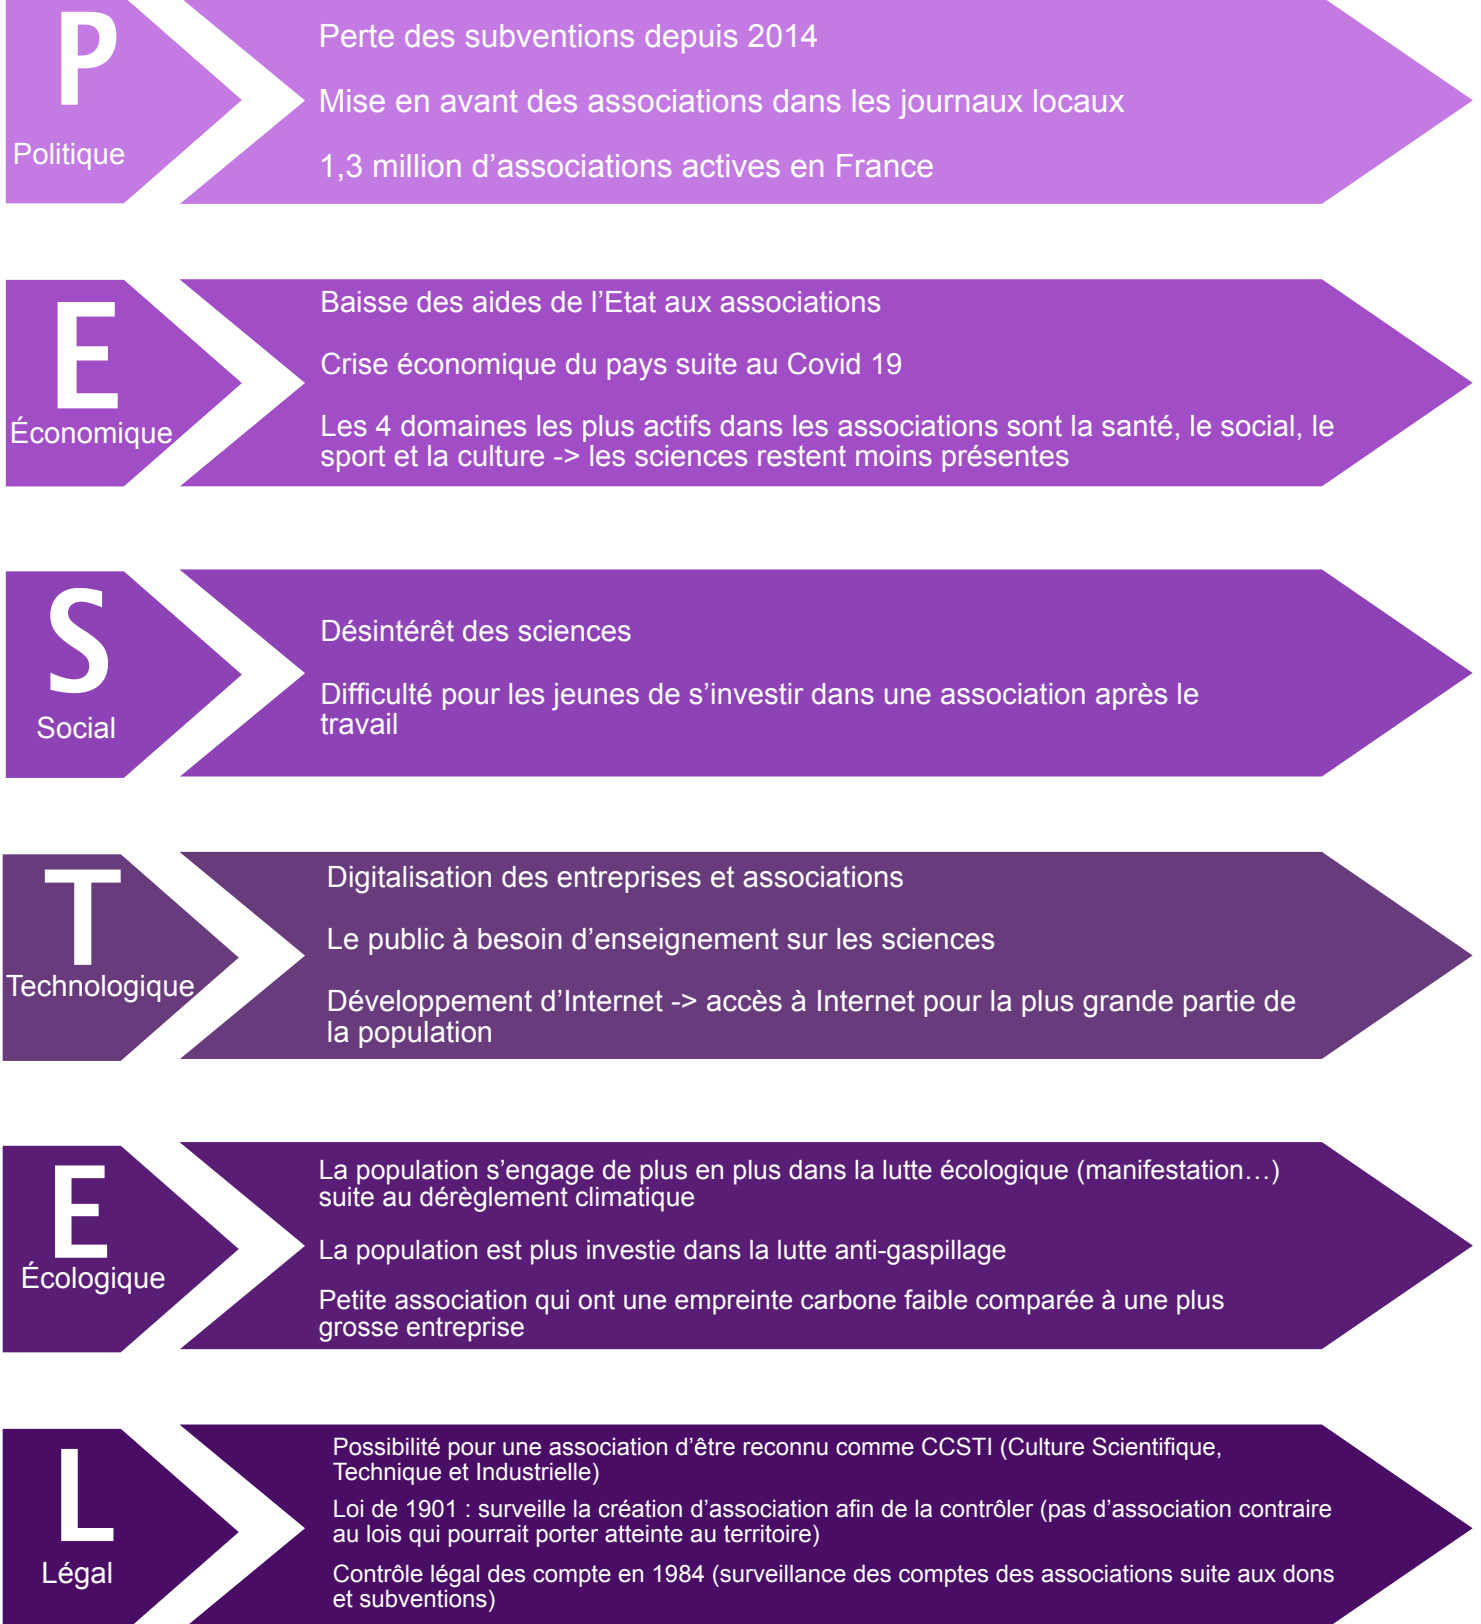 P
Politique
Perte des subventions depuis 2014
Mise en avant des associations dans les journaux locaux
1,3 million d’associations actives en France
E
Économique
Baisse des aides de l’Etat aux associations
Crise économique du pays suite au Covid 19
Les 4 domaines les plus actifs dans les associations sont la santé, le social, le
sport et la culture -> les sciences restent moins présentes
S
Social
Désintérêt des sciences
Difficulté pour les jeunes de s’investir dans une association après le
travail
T
Technologique
Digitalisation des entreprises et associations
Le public à besoin d’enseignement sur les sciences
Développement d’Internet -> accès à Internet pour la plus grande partie de
la population
E
Écologique
La population s’engage de plus en plus dans la lutte écologique (manifestation…)
suite au dérèglement climatique
La population est plus investie dans la lutte anti-gaspillage
Petite association qui ont une empreinte carbone faible comparée à une plus
grosse entreprise
L
Légal
Possibilité pour une association d’être reconnu comme CCSTI (Culture Scientifique,
Technique et Industrielle)
Loi de 1901 : surveille la création d’association afin de la contrôler (pas d’association contraire
au lois qui pourrait porter atteinte au territoire)
Contrôle légal des compte en 1984 (surveillance des comptes des associations suite aux dons
et subventions)